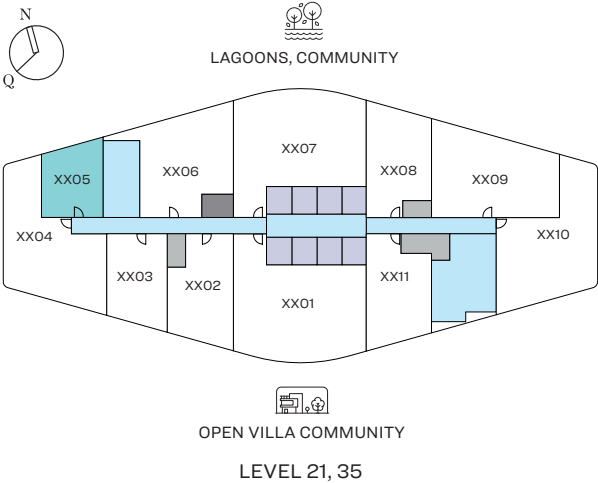 N
Q
LAGOONS, COMMUNITY
XX07
XX06
XX08
XX05
XX09
XX04
XX10
XX03
XX11
XX02
XX01
OPEN VILLA COMMUNITY
LEVEL 21, 35